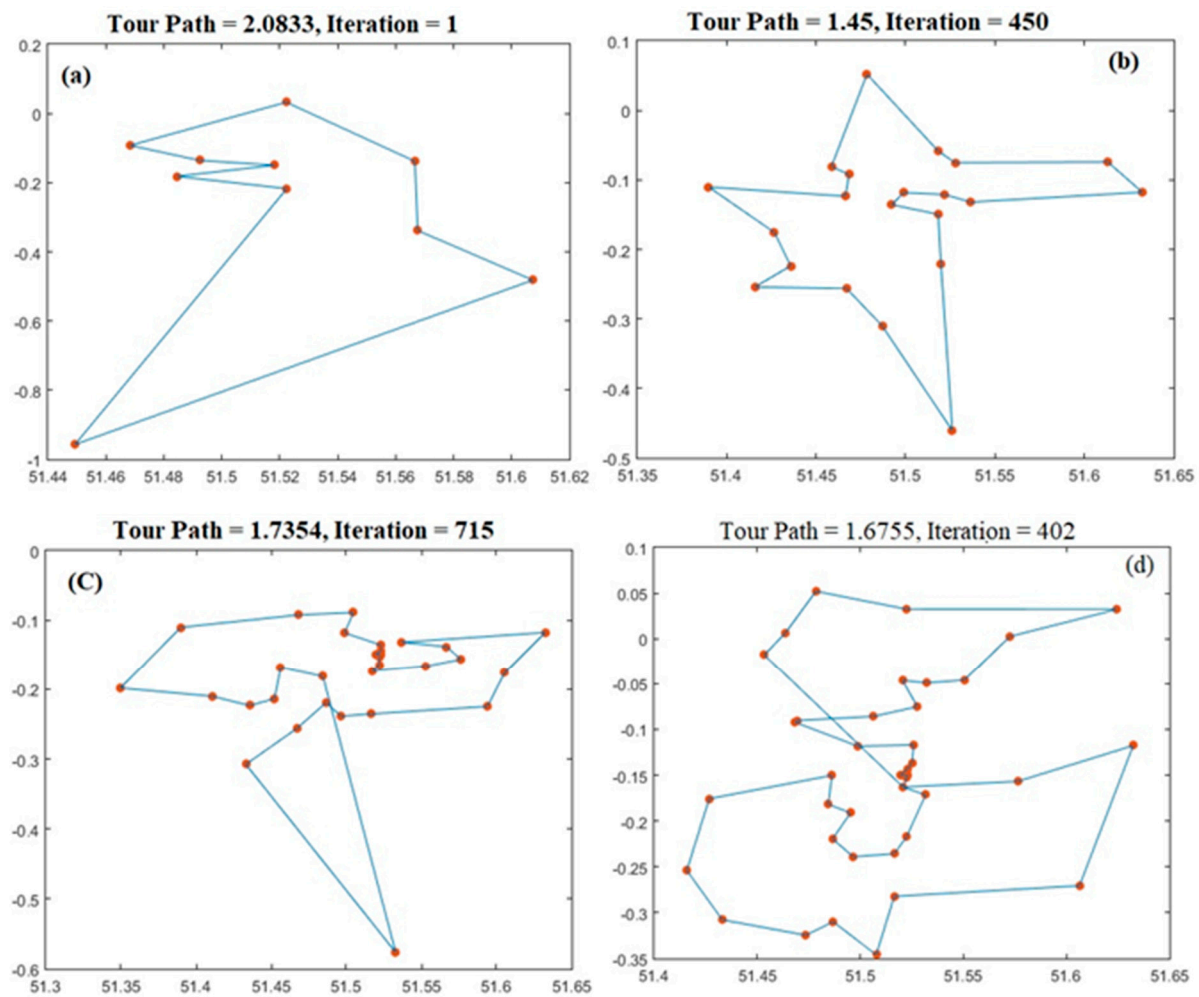 Tour Path = 2.0833, Iteration = 1
(a)
0.2
0
-0.2
-0.4
-0.6
-0.8
-1
51.44 51.46 51.48 51.5 51.52 51.54 51.56 51.58 51.6 51.62
Tour Path = 1.45, Iteration = 450
(b)
0.1
0
-0.1
-0.2
-0.3
-0.4
-0.5
51.35 51.4 51.45 51.5 51.55 51.6 51.65
Tour Path = 1.7354, Iteration = 715
(C)
0
-0.1
-0.2
-0.3
-0.4
-0.5
-0.6
51.3 51.35 51.4 51.45 51.5 51.55 51.6 51.65
Tour Path = 1.6755, Iteration = 402
(d)
0.1
0.05
0
-0.05
-0.1
-0.15
-0.2
-0.25
-0.3
-0.35
51.4 51.45 51.5 51.55 51.6 51.65